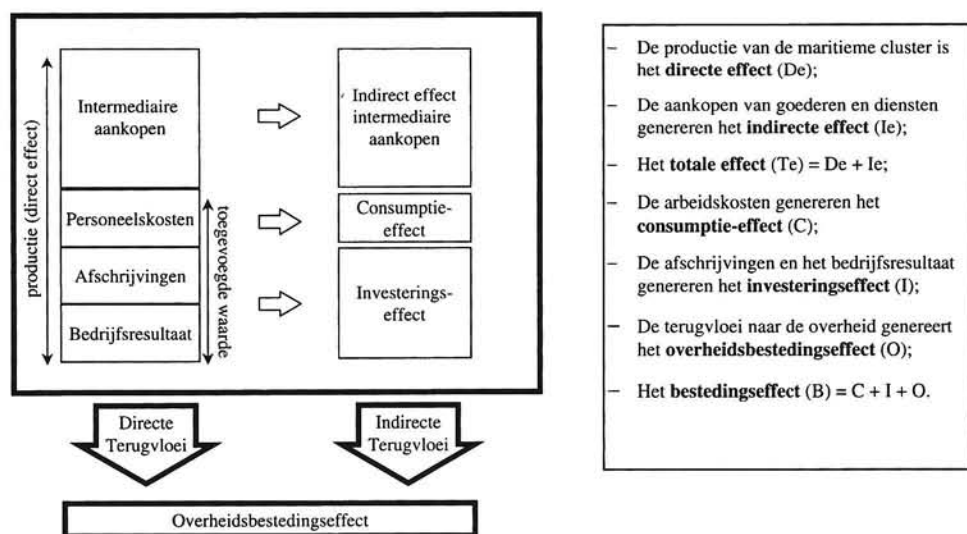 productie (direct effect)
Intermediaire
aankopen
Personeelskosten
Afschrijvingen
Bedrijfsresultaat
toegevoegde waarde
Indirect effect
intermediaire
aankopen
Consumptie-
effect
Investerings-
effect
Directe
Terugvloei
Indirecte
Terugvloei
Overheidsbestedingseffect
– De productie van de maritieme cluster is
het directe effect (De);
– De aankopen van goederen en diensten
genereren het indirecte effect (Ie);
– Het totale effect (Te) = De + Ie;
– De arbeidskosten genereren het
consumptie-effect (C);
– De afschrijvingen en het bedrijfsresultaat
genereren het investeringseffect (I);
– De terugvloei naar de overheid genereert
het overheidsbestedingseffect (O);
– Het bestedingseffect (B) = C + I + O.